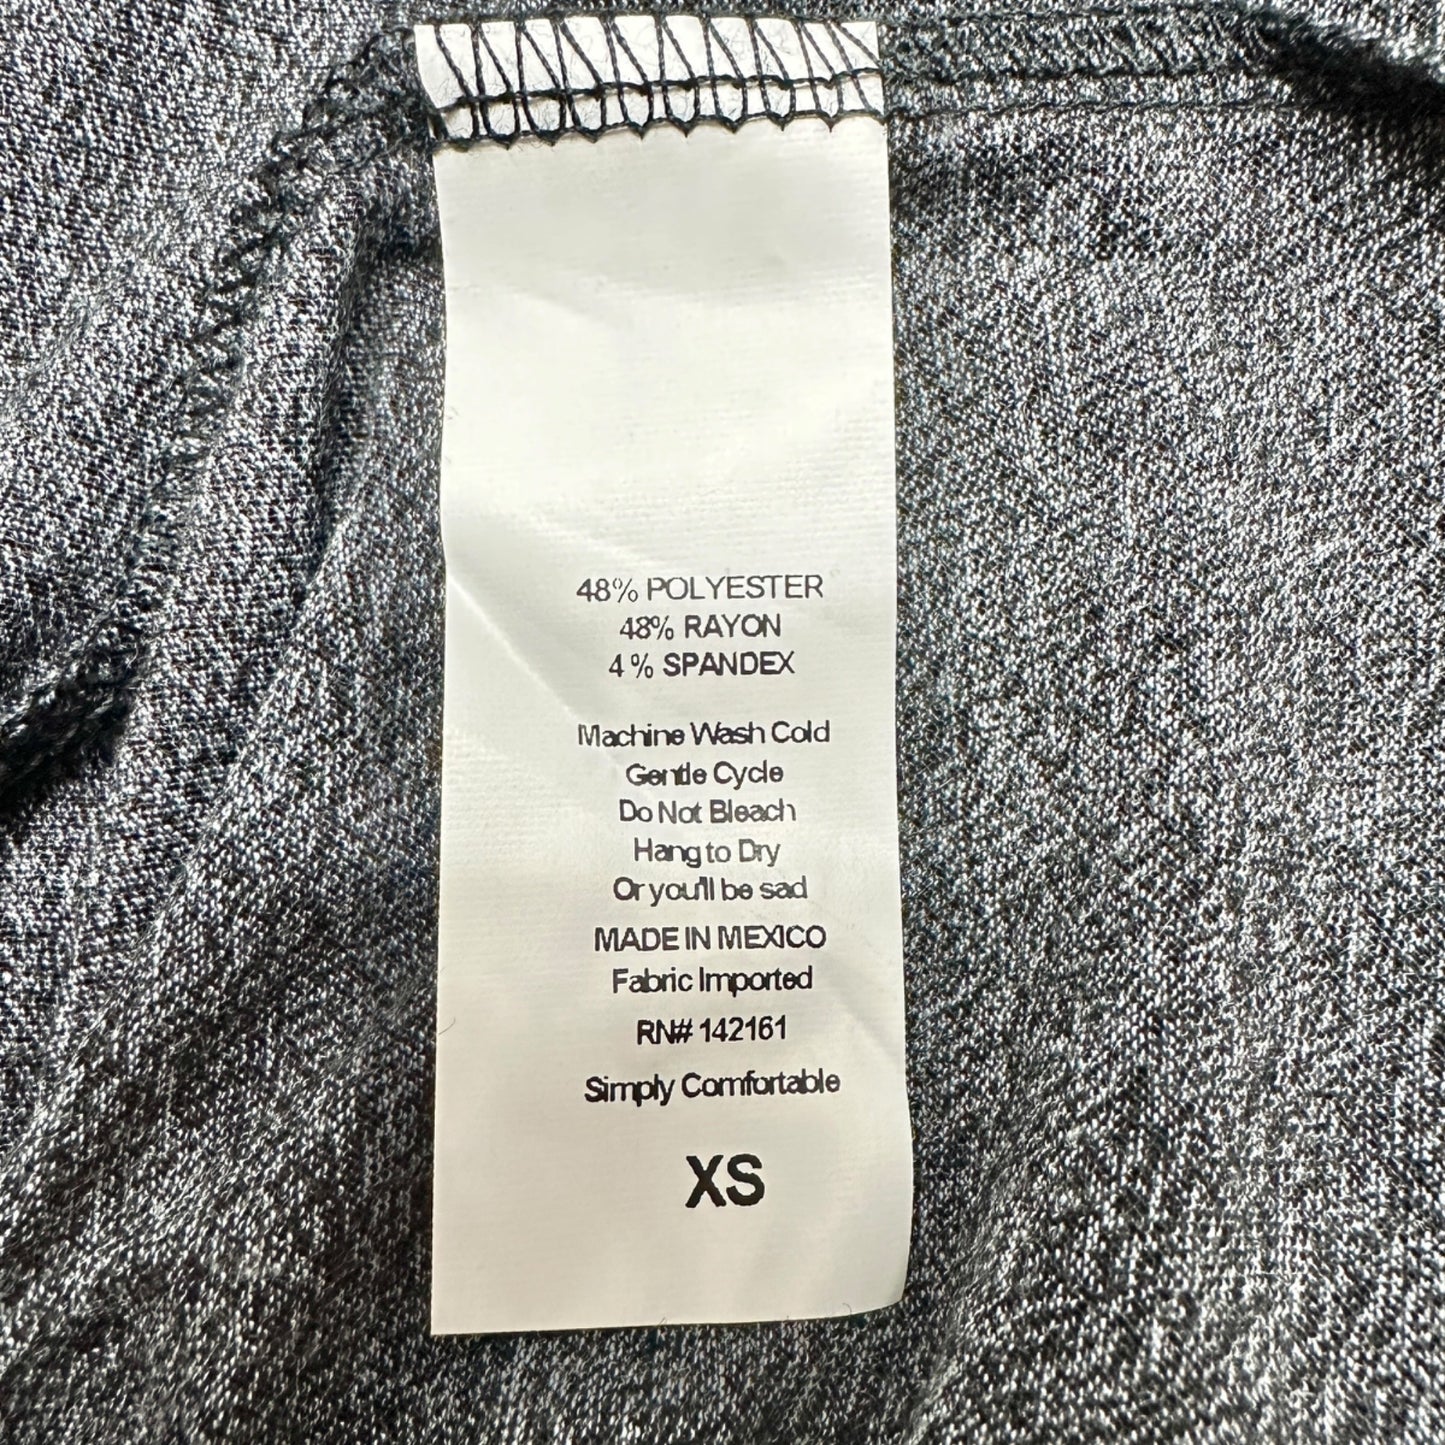 48% POLYESTER
48% RAYON
4% SPANDEX
Machine Wash Cold
Gentle Cycle
Do Not Bleach
Hang to Dry
Or you'll be sad
MADE IN MEXICO
Fabric Imported
RN# 142161
Simply Comfortable
XS